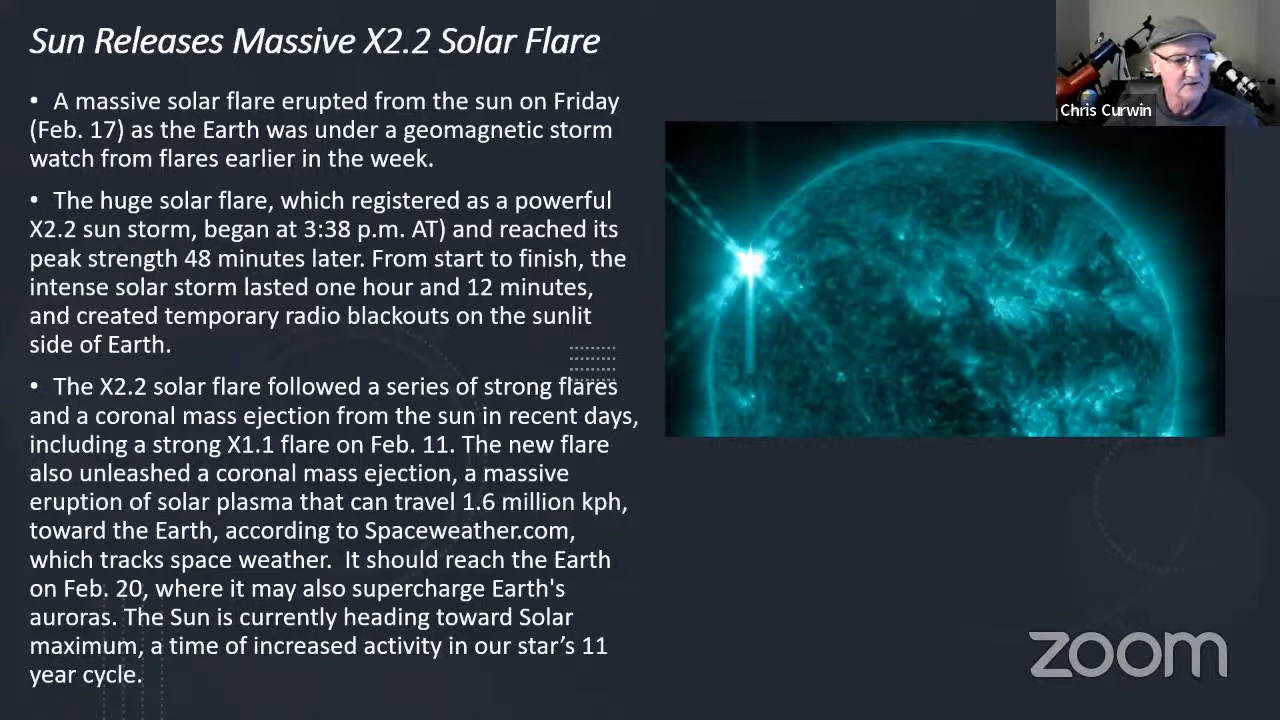 Sun Releases Massive X2.2 Solar Flare
• A massive solar flare erupted from the sun on Friday
(Feb. 17) as the Earth was under a geomagnetic storm
watch from flares earlier in the week.
• The huge solar flare, which registered as a powerful
X2.2 sun storm, began at 3:38 p.m. AT) and reached its
peak strength 48 minutes later. From start to finish, the
intense solar storm lasted one hour and 12 minutes,
and created temporary radio blackouts on the sunlit
side of Earth.
• The X2.2 solar flare followed a series of strong flares
and a coronal mass ejection from the sun in recent days,
including a strong X1.1 flare on Feb. 11. The new flare
also unleashed a coronal mass ejection, a massive
eruption of solar plasma that can travel 1.6 million kph,
toward the Earth, according to Spaceweather.com,
which tracks space weather.  It should reach the Earth
on Feb. 20, where it may also supercharge Earth's
auroras. The Sun is currently heading toward Solar
maximum, a time of increased activity in our star’s 11
year cycle.
Chris Curwin
zoom